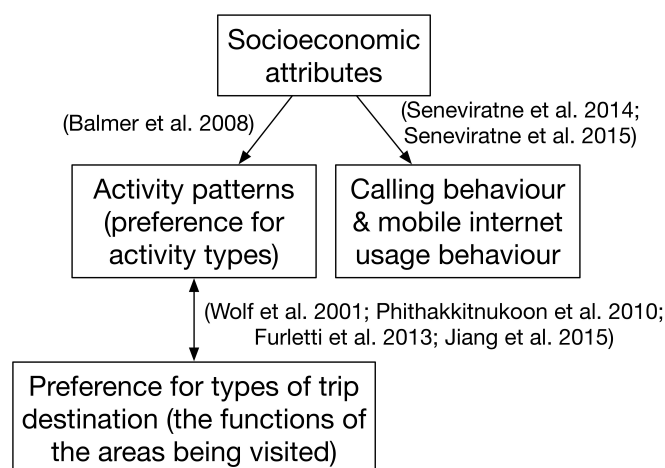 Socioeconomic
attributes
(Balmer et al. 2008)
(Seneviratne et al. 2014;
Seneviratne et al. 2015)
Activity patterns
(preference for
activity types)
Calling behaviour
& mobile internet
usage behaviour
(Wolf et al. 2001; Phithakkitnukoon et al. 2010;
Furletti et al. 2013; Jiang et al. 2015)
Preference for types of trip
destination (the functions of
the areas being visited)